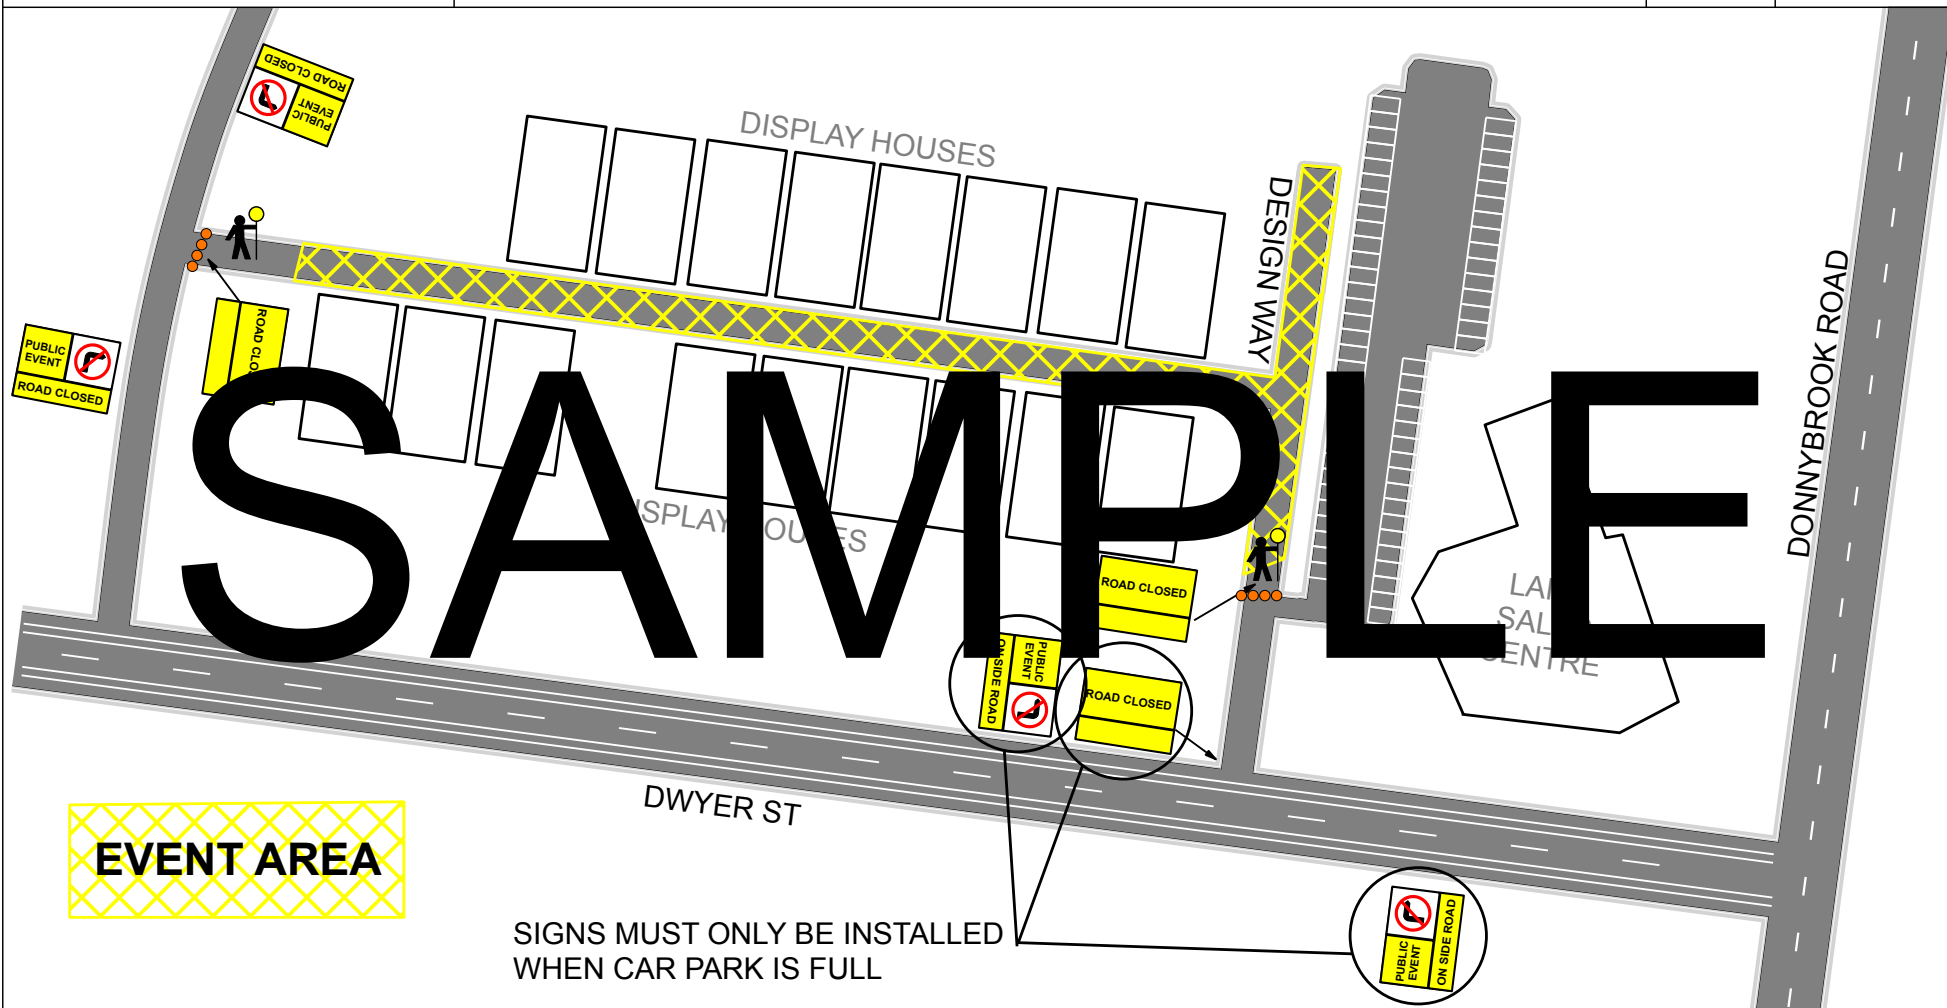 ROAD CLOSED
PUBLIC
EVENT
DISPLAY HOUSES
DESIGN WAY
DONNYBROOK ROAD
PUBLIC
EVENT
ROAD CLOSED
SAMPLE
ROAD CLOSED
PUBLIC
EVENT
ON SIDE ROAD
ROAD CLOSED
CENTRE
DWYER ST
EVENT AREA
SIGNS MUST ONLY BE INSTALLED
WHEN CAR PARK IS FULL
PUBLIC
EVENT
ON SIDE ROAD